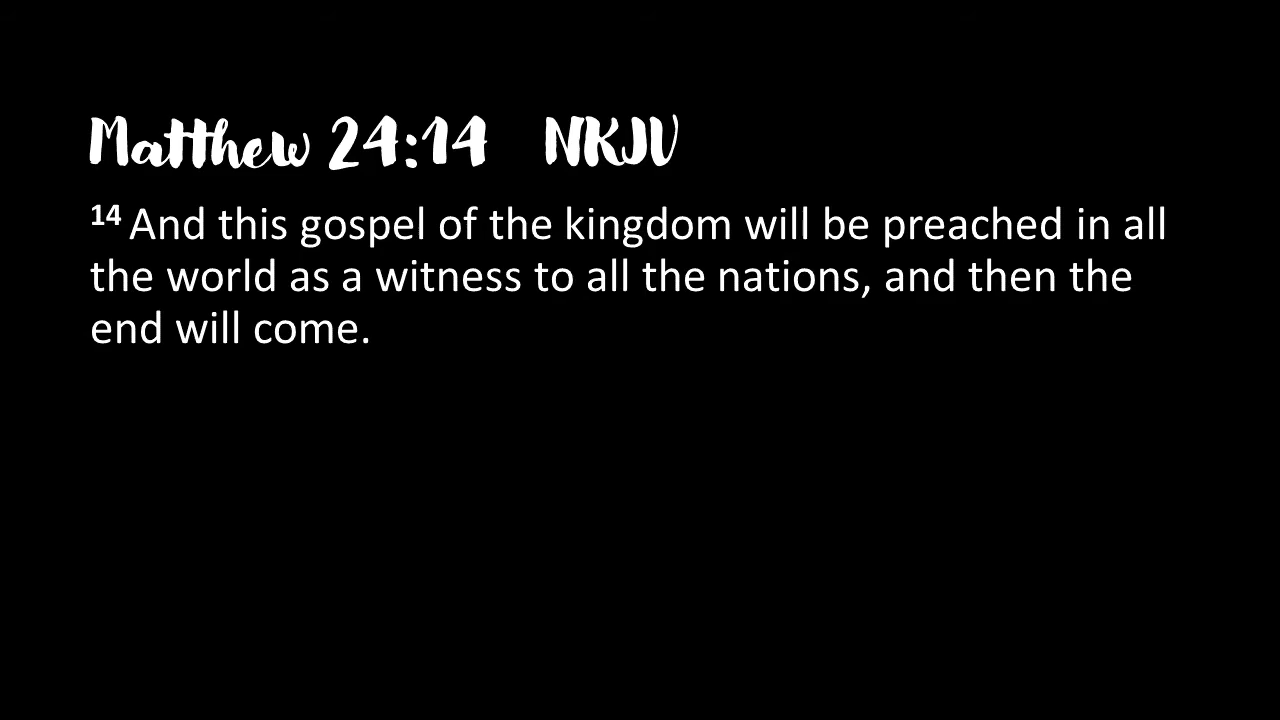 Matthew 24:14 NKJV
14 And this gospel of the kingdom will be preached in all
the world as a witness to all the nations, and then the
end will come.